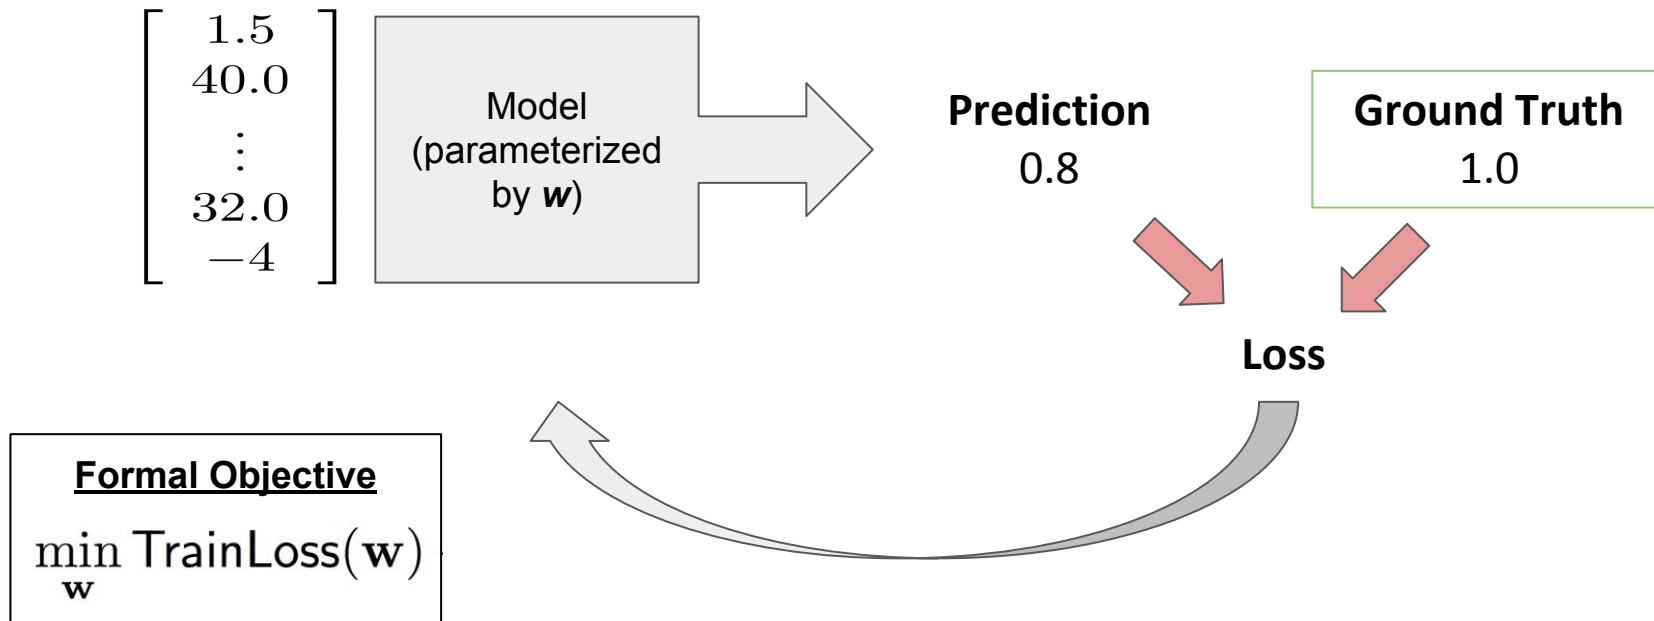 1.5
40.0
⋮
32.0
−4
Model
(parameterized
by w)
Prediction
0.8
Ground Truth
1.0
Loss
Formal Objective
min TrainLoss(w)
w